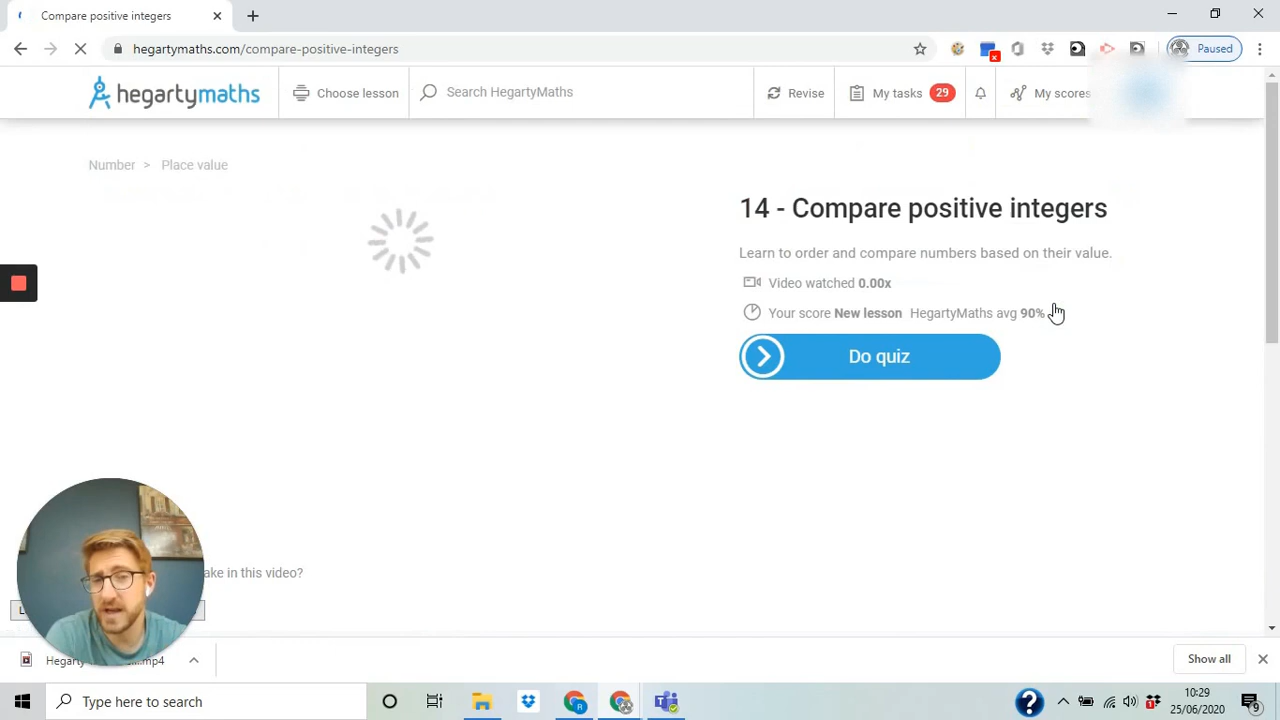 Compare positive integers
hegartymaths.com/compare-positive-integers
Paused
hegartymaths
Choose lesson
Search HegartyMaths
Revise
My tasks 29
My scores
Number > Place value
14 - Compare positive integers
Learn to order and compare numbers based on their value.
Video watched 0.00x
Your score New lesson HegartyMaths avg 90%
Do quiz
in this video?
Show all
Type here to search
10:29
25/06/2020